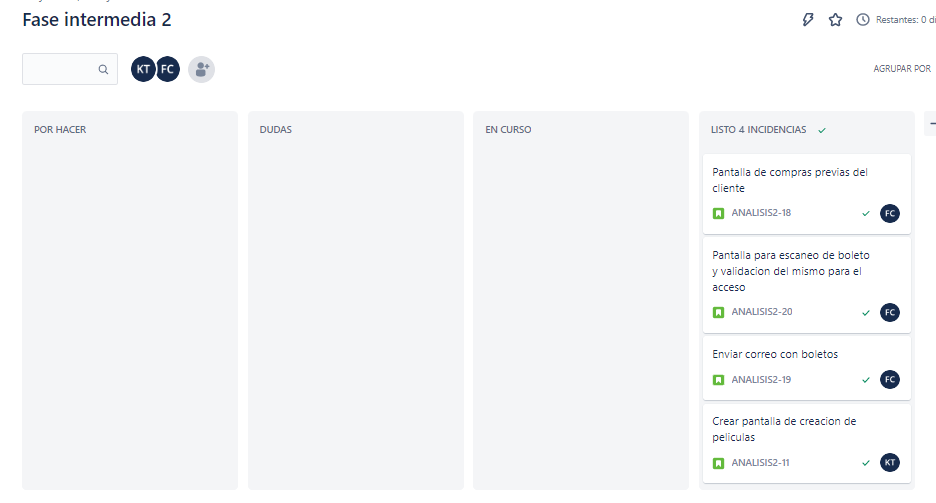 Fase intermedia 2
Restantes: 0
KT
FC
AGRUPAR POR
POR HACER
DUDAS
EN CURSO
LISTO 4 INCIDENCIAS
Pantalla de compras previas del
cliente
ANALISIS2-18
FC
Pantalla para escaneo de boleto
y validacion del mismo para el
acceso
ANALISIS2-20
FC
Enviar correo con boletos
ANALISIS2-19
FC
Crear pantalla de creacion de
peliculas
ANALISIS2-11
KT